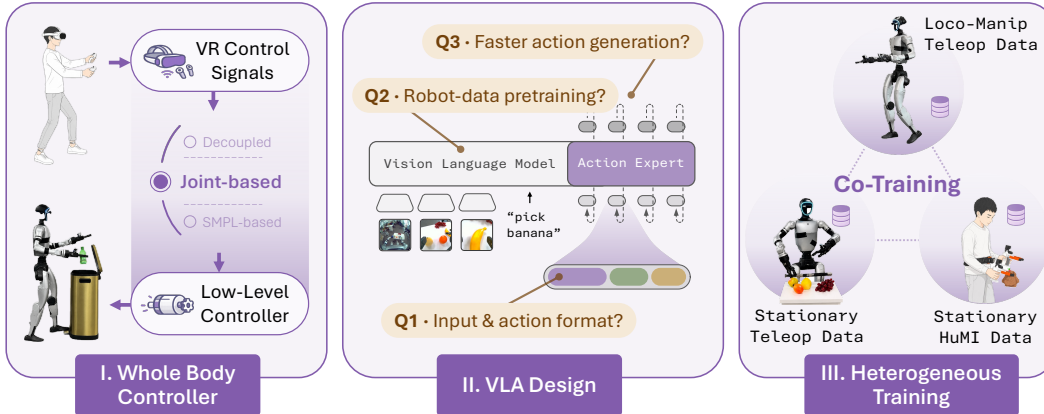 VR Control
Signals
Decoupled
Joint-based
SMPL-based
Low-Level
Controller
I. Whole Body
Controller
Q3 · Faster action generation?
Q2 · Robot-data pretraining?
Vision Language Model
Action Expert
“pick
banana”
Q1 · Input & action format?
II. VLA Design
Loco-Manip
Teleop Data
Co-Training
Stationary
Teleop Data
Stationary
HuMI Data
III. Heterogeneous
Training